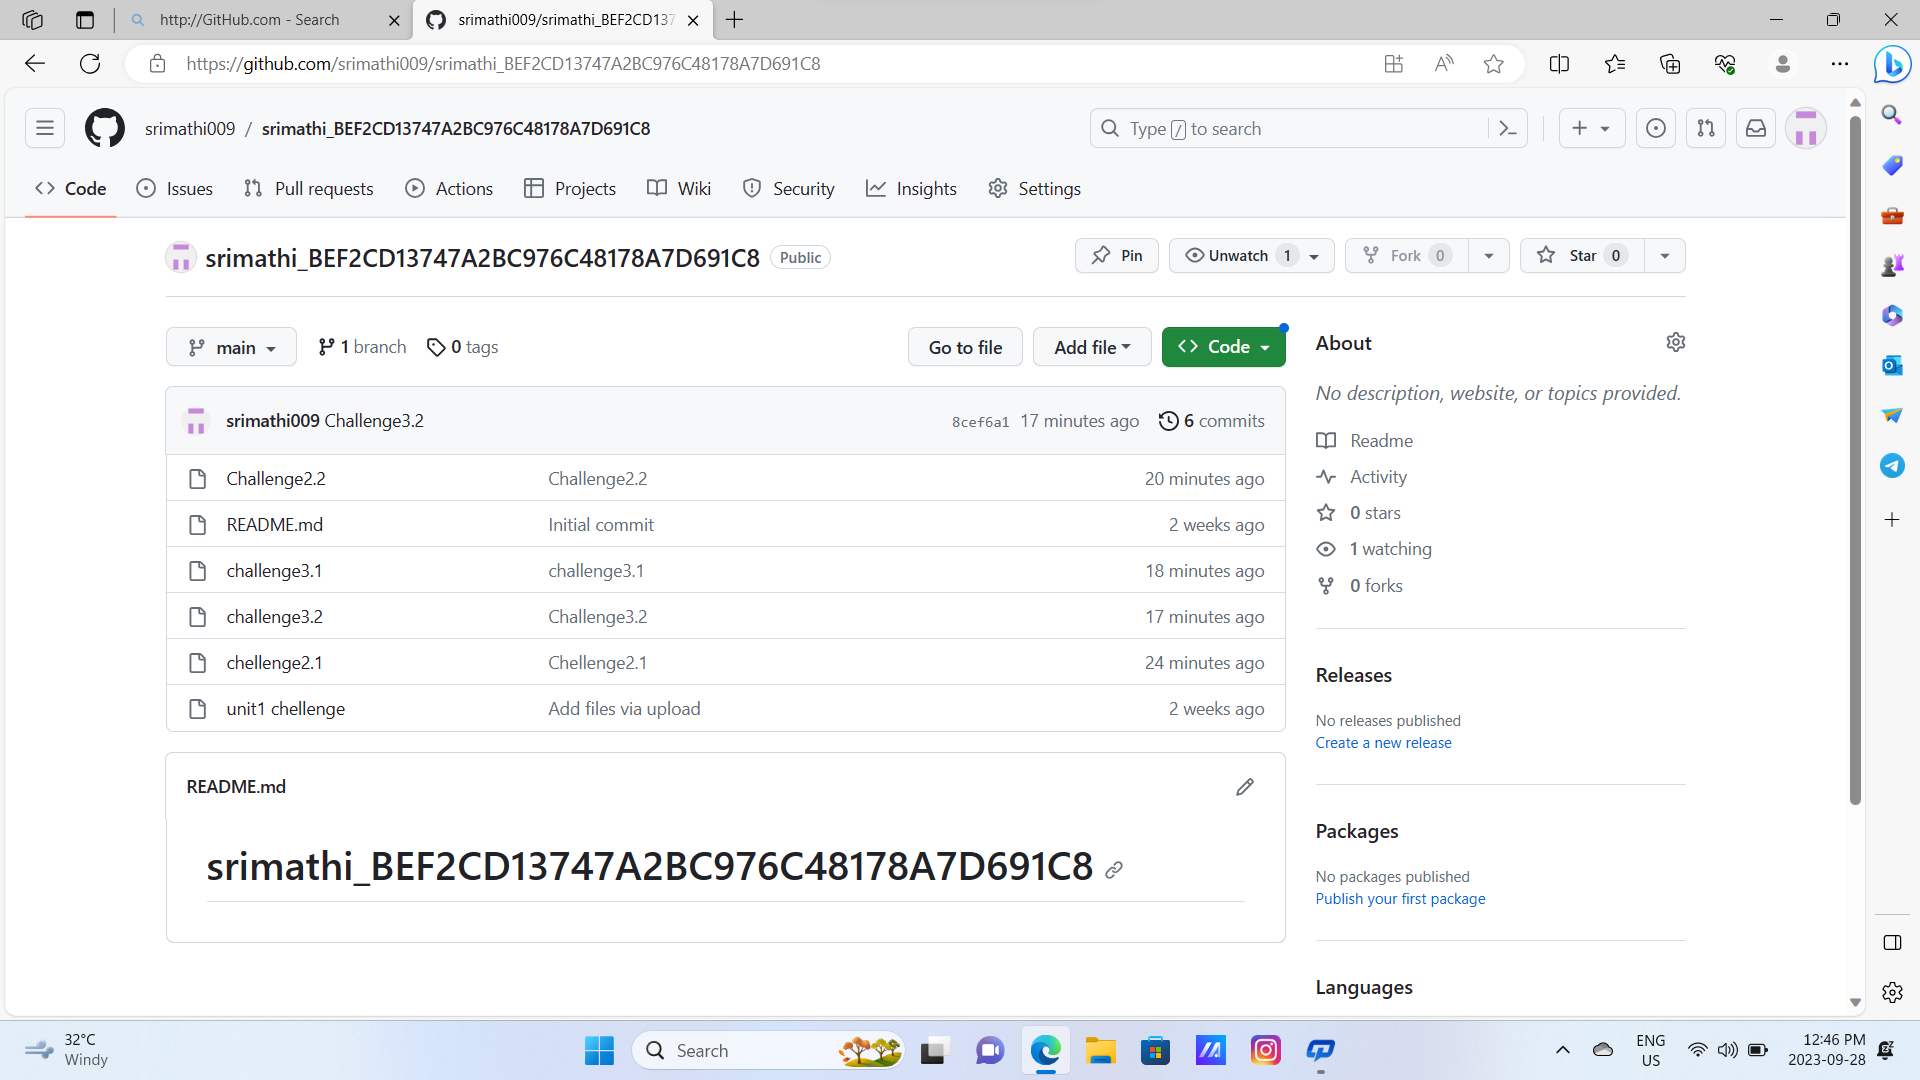 http://GitHub.com - Search
srimathi009/srimathi_BEF2CD137
https://github.com/srimathi009/srimathi_BEF2CD13747A2BC976C48178A7D691C8
srimathi009 / srimathi_BEF2CD13747A2BC976C48178A7D691C8
Type / to search
Code
Issues
Pull requests
Actions
Projects
Wiki
Security
Insights
Settings
srimathi_BEF2CD13747A2BC976C48178A7D691C8 Public
Pin
Unwatch 1
Fork 0
Star 0
main
1 branch
0 tags
Go to file
Add file
Code
srimathi009 Challenge3.2
8cef6a1 17 minutes ago
6 commits
Challenge2.2 Challenge2.2 20 minutes ago
README.md Initial commit 2 weeks ago
challenge3.1 challenge3.1 18 minutes ago
challenge3.2 Challenge3.2 17 minutes ago
chellenge2.1 Chellenge2.1 24 minutes ago
unit1 chellenge Add files via upload 2 weeks ago
README.md
srimathi_BEF2CD13747A2BC976C48178A7D691C8
About
No description, website, or topics provided.
Readme
Activity
0 stars
1 watching
0 forks
Releases
No releases published
Create a new release
Packages
No packages published
Publish your first package
Languages
32°C
Windy
Search
ENG
US
12:46 PM
2023-09-28